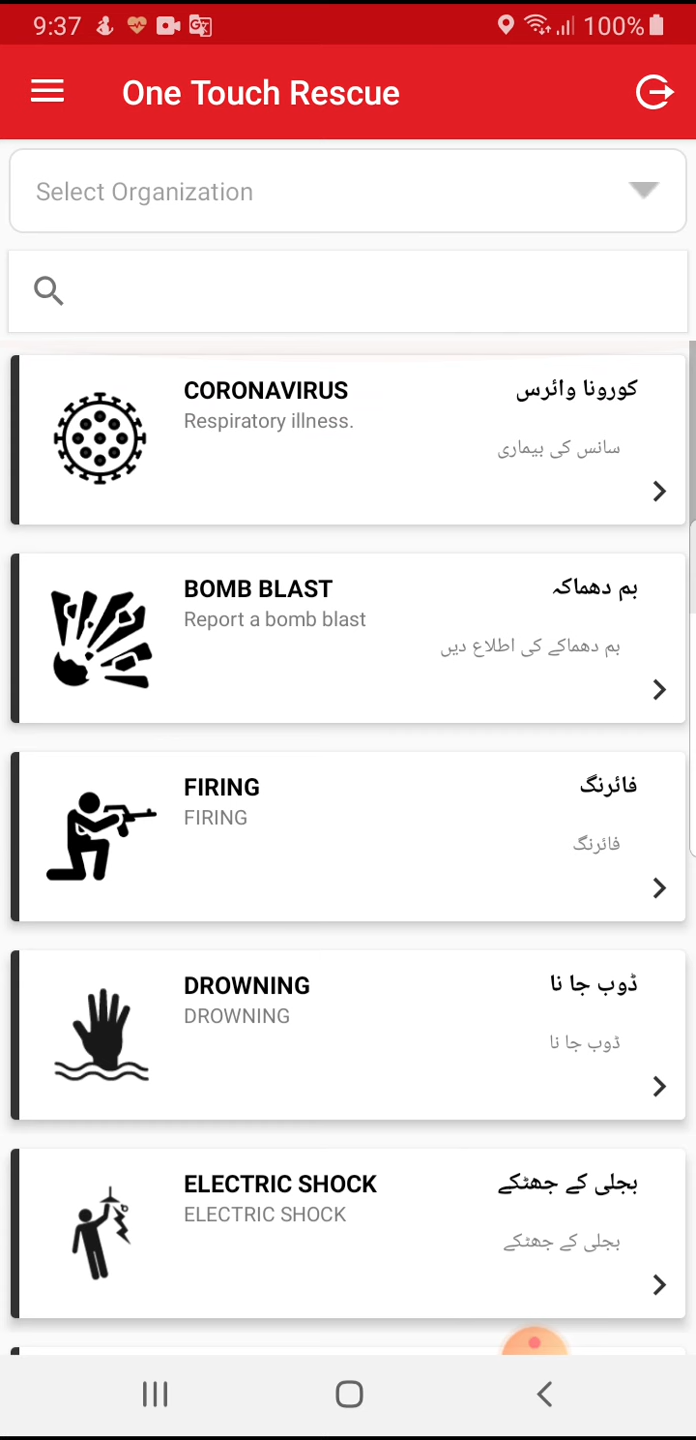 9:37 100%
One Touch Rescue
Select Organization
CORONAVIRUS کورونا وائرس
Respiratory illness.
سانس کی بیماری
BOMB BLAST بم دھماکہ
Report a bomb blast
بم دھماکے کی اطلاع دیں
FIRING فائرنگ
FIRING
فائرنگ
DROWNING ڈوب جا نا
DROWNING
ڈوب جا نا
ELECTRIC SHOCK بجلی کے جھٹکے
ELECTRIC SHOCK
بجلی کے جھٹکے